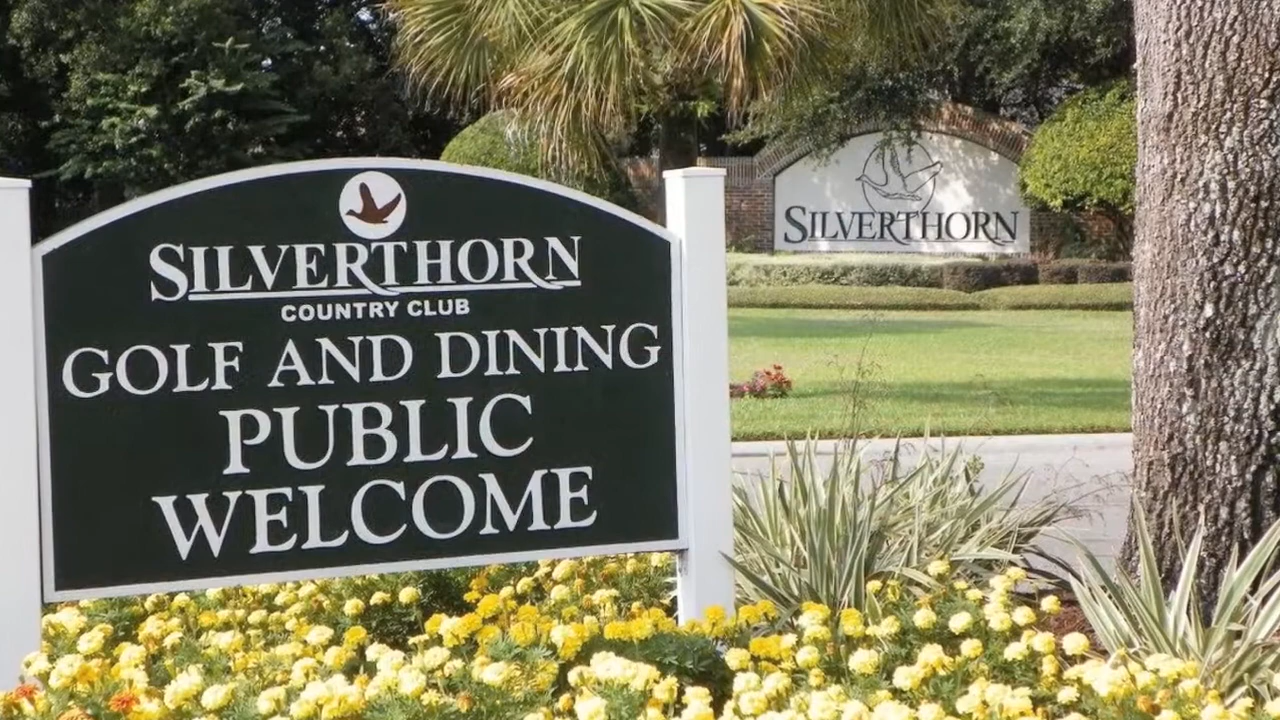 SILVERTHORN
COUNTRY CLUB
GOLF AND DINING
PUBLIC
WELCOME
SILVERTHORN